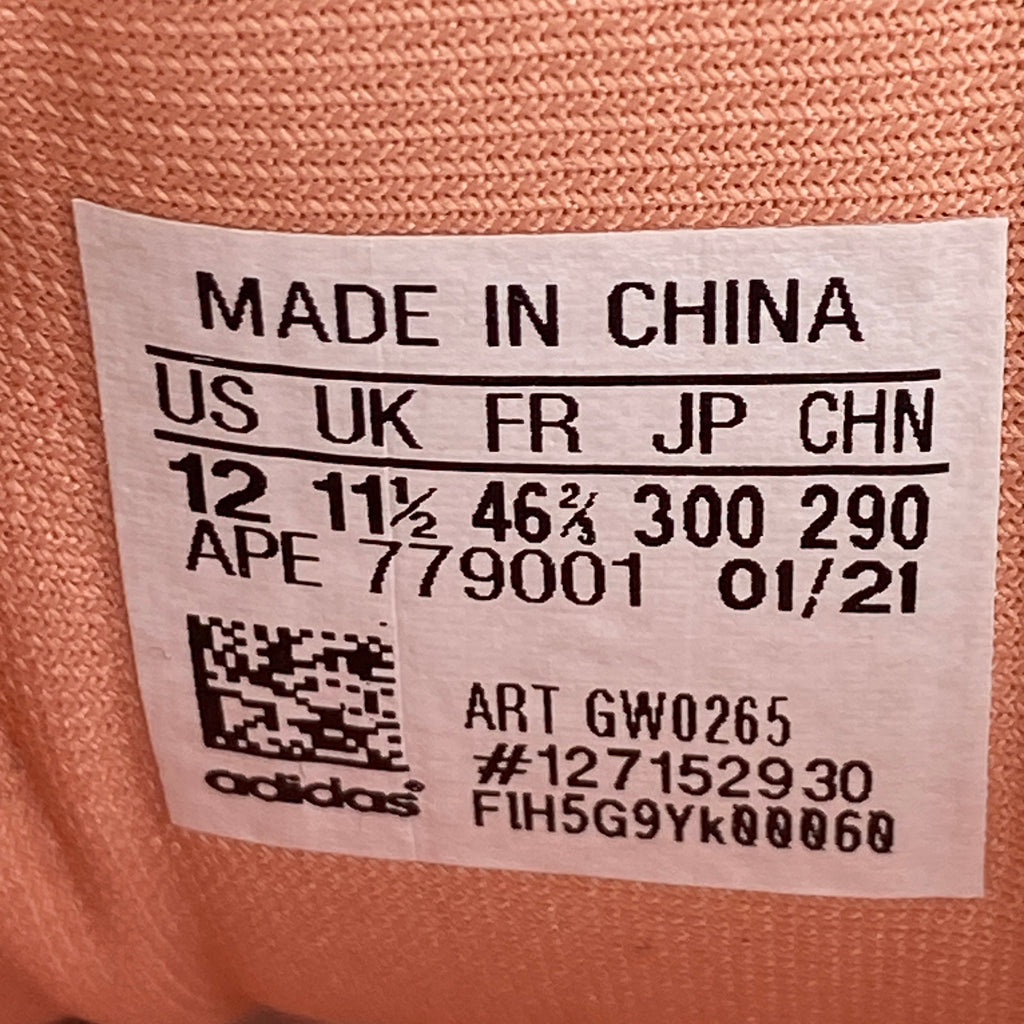 MADE IN CHINA
US UK FR JP CHN
12 11½ 46⅔ 300 290
APE 779001 01/21
ART GW0265
#127152930
adidas®
F1H5G9Yk00060